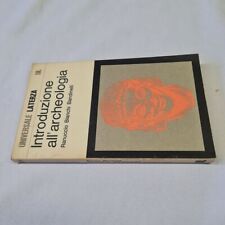 UNIVERSALE LATERZA
Introduzione
all'archeologia
Ranuccio Bianchi Bandinelli